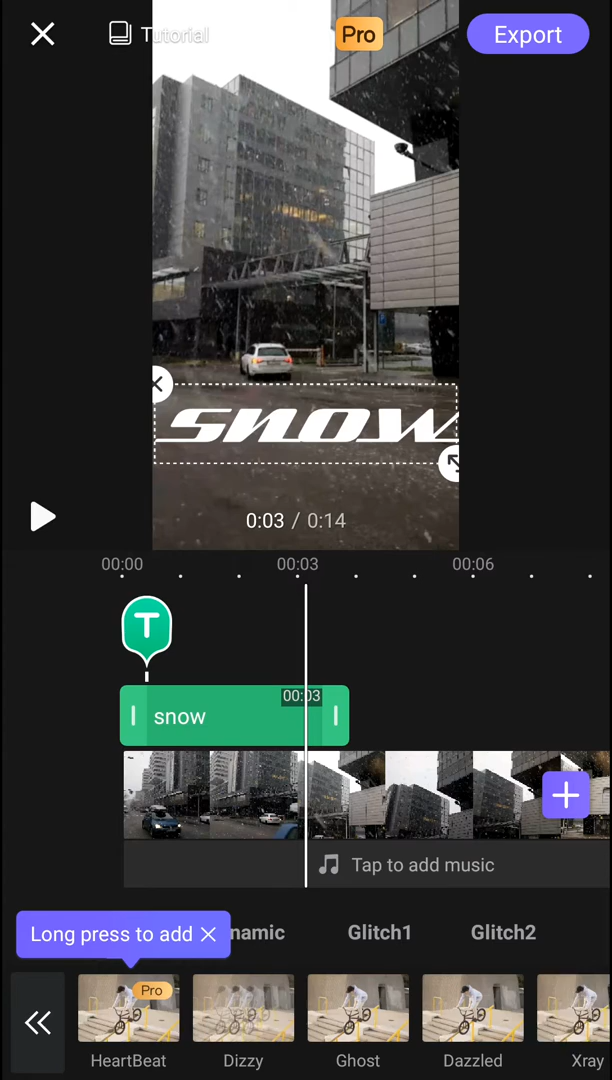 Tutorial
Pro
Export
snow
0:03 / 0:14
00:00
00:03
00:06
T
00:03
snow
Tap to add music
Long press to add
namic
Glitch1
Glitch2
Pro
HeartBeat
Dizzy
Ghost
Dazzled
Xray